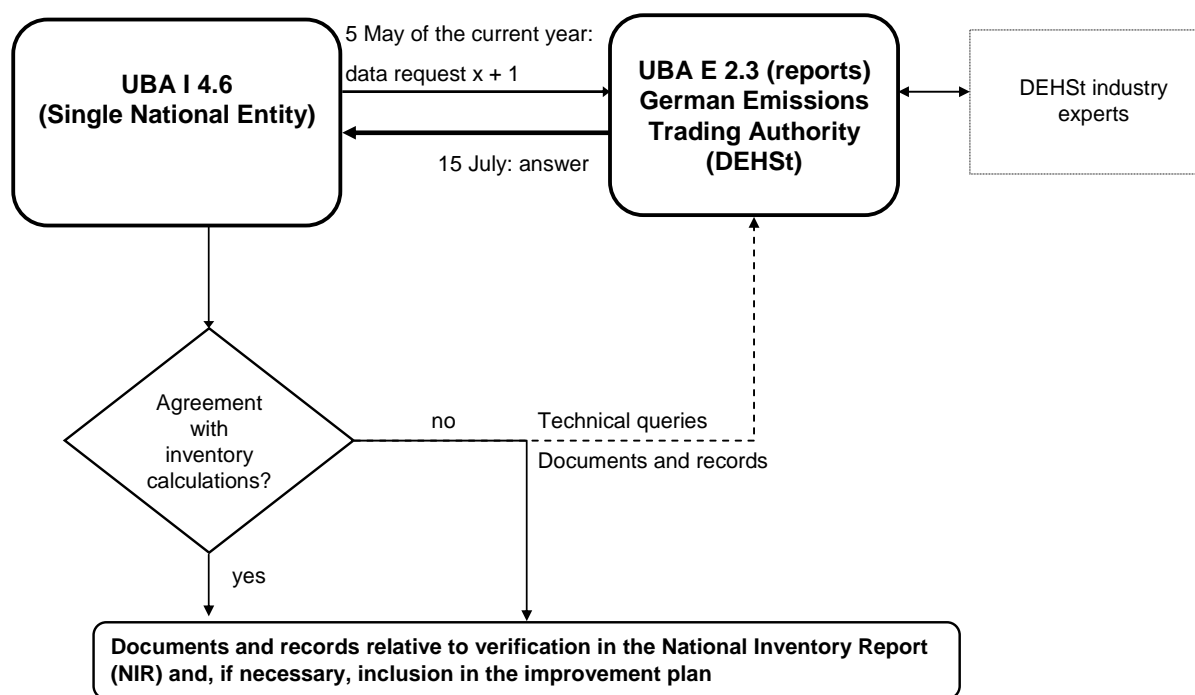 5 May of the current year:
data request x + 1
UBA I 4.6
(Single National Entity)
UBA E 2.3 (reports)
German Emissions
Trading Authority
(DEHSt)
DEHSt industry
experts
15 July: answer
Agreement
with
inventory
calculations?
no
Technical queries
Documents and records
yes
Documents and records relative to verification in the National Inventory Report
(NIR) and, if necessary, inclusion in the improvement plan